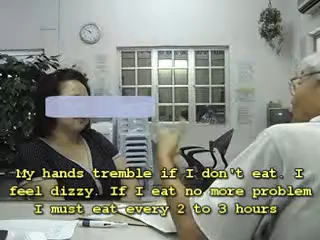 My hands tremble if I don't eat. I
feel dizzy. If I eat no more problem
I must eat every 2 to 3 hours